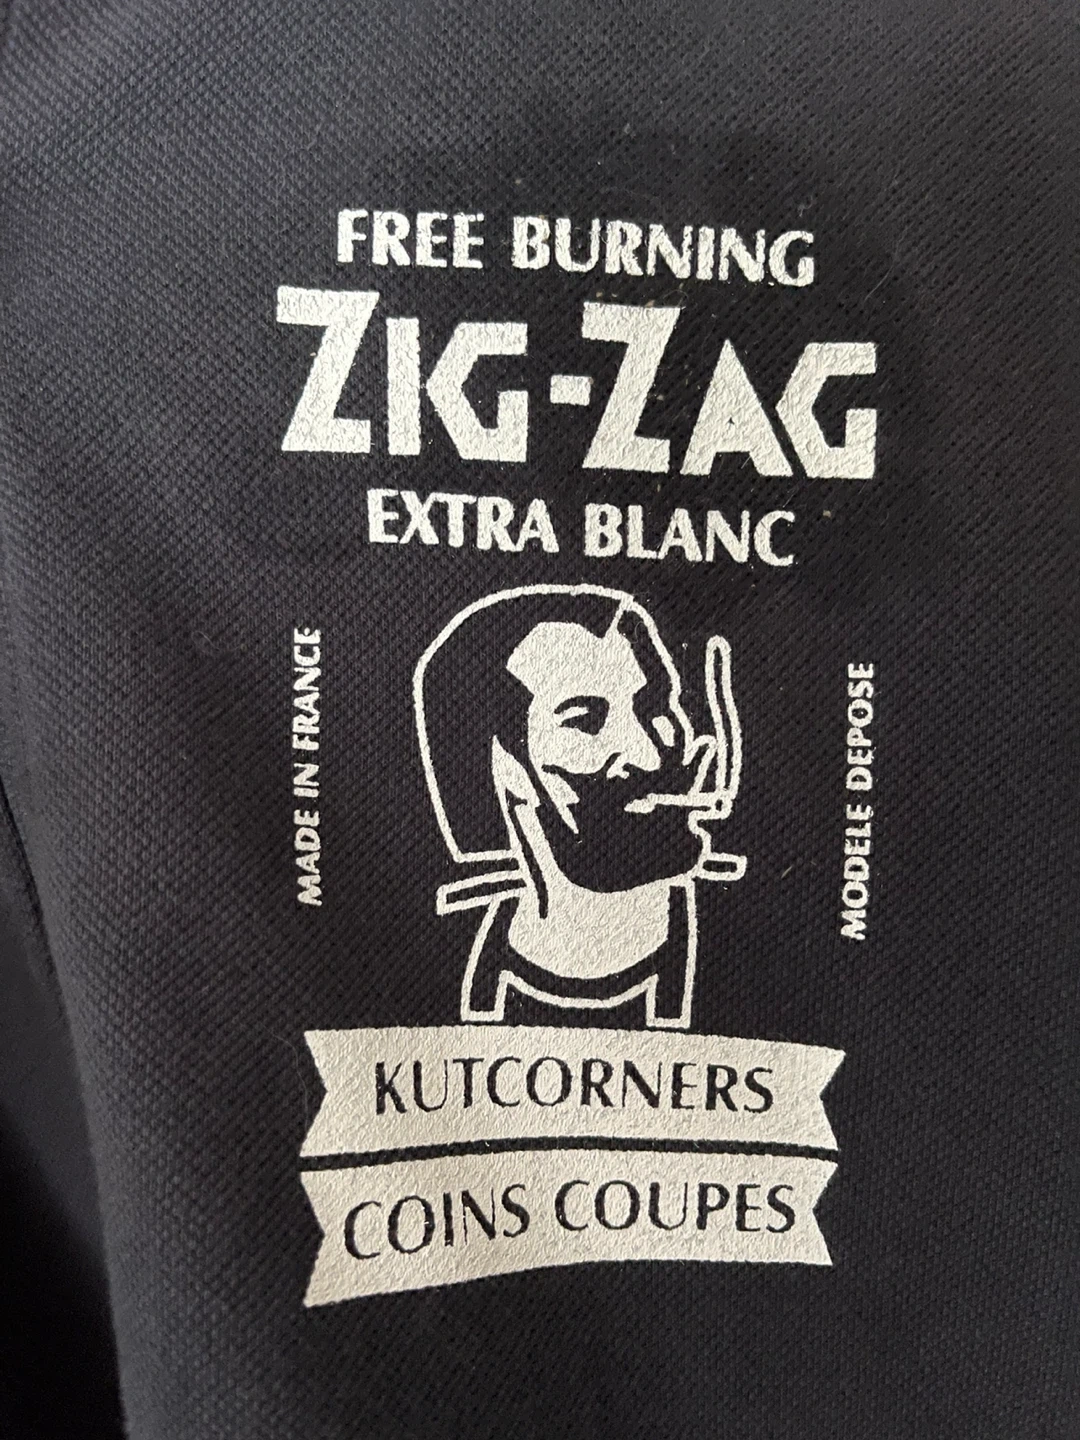 FREE BURNING
ZIG-ZAG
EXTRA BLANC
MADE IN FRANCE
MODELE DEPOSE
KUTCORNERS
COINS COUPES